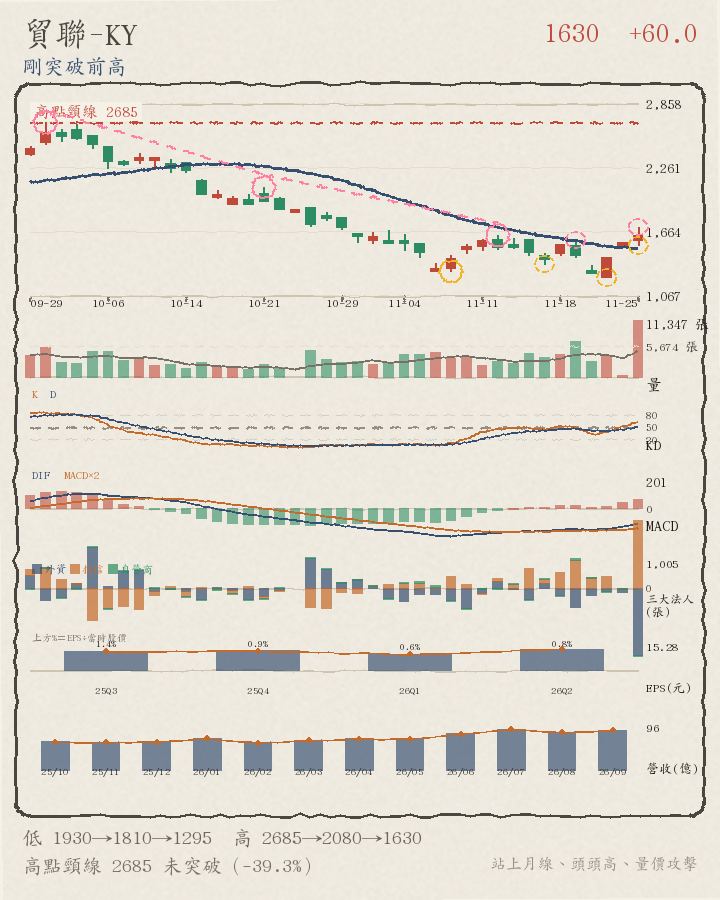 貿聯-KY
1630 +60.0
剛突破前高
高點頸線 2685
2,858
2,261
1,664
1,067
09-29 10-06 10-14 10-21 10-29 11-04 11-11 11-18 11-25
11,347 張
5,674 張
量
K D
80
50
20
KD
DIF MACD×2
201
0
MACD
外資 投信 自營商
1,005
0
三大法人
(張)
上方%=EPS÷當時股價
1.4% 0.9% 0.6% 0.8%
15.28
25Q3 25Q4 26Q1 26Q2
EPS(元)
96
25/10 25/11 25/12 26/01 26/02 26/03 26/04 26/05 26/06 26/07 26/08 26/09
營收(億)
低 1930→1810→1295 高 2685→2080→1630
高點頸線 2685 未突破 (-39.3%)
站上月線、頭頭高、量價攻擊